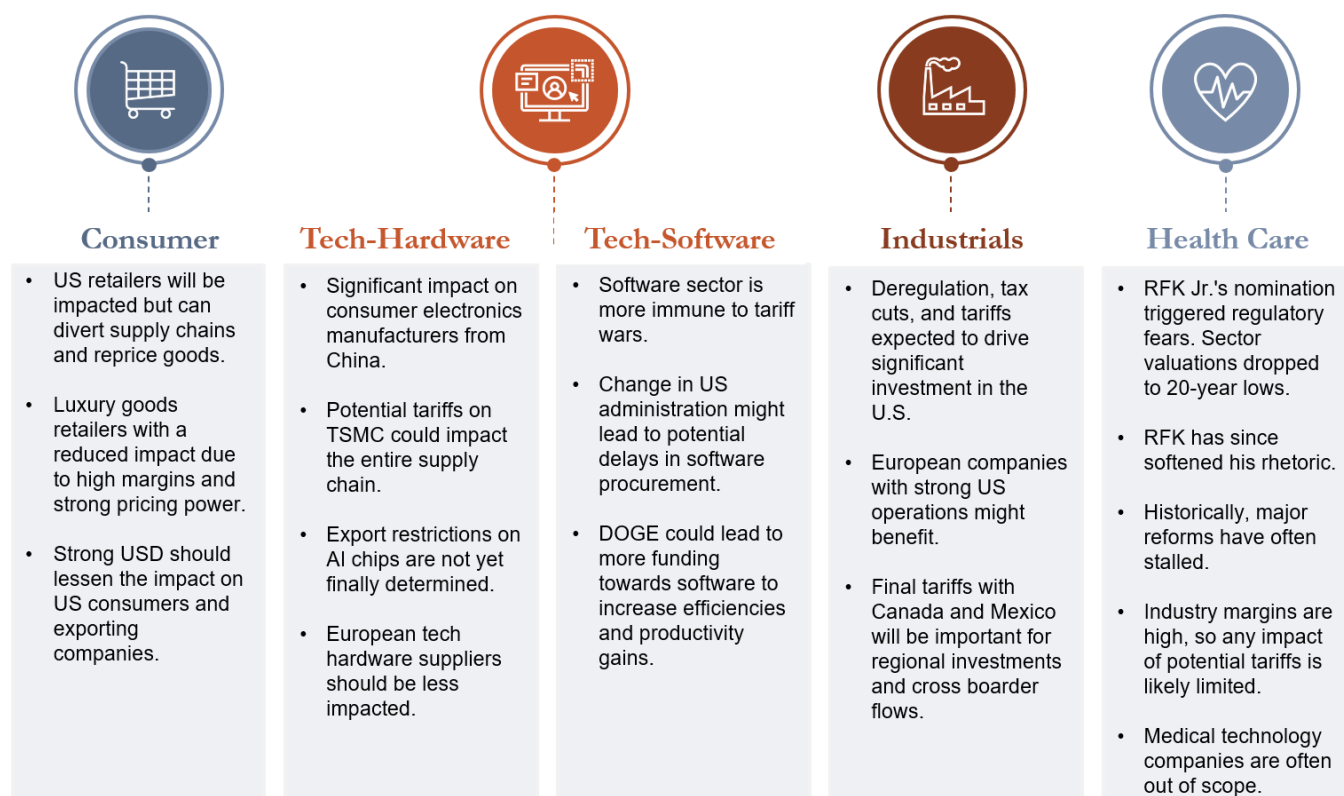 Consumer
• US retailers will be
impacted but can
divert supply chains
and reprice goods.
• Luxury goods
retailers with a
reduced impact due
to high margins and
strong pricing power.
• Strong USD should
lessen the impact on
US consumers and
exporting
companies.
Tech-Hardware
• Significant impact on
consumer electronics
manufacturers from
China.
• Potential tariffs on
TSMC could impact
the entire supply
chain.
• Export restrictions on
AI chips are not yet
finally determined.
• European tech
hardware suppliers
should be less
impacted.
Tech-Software
• Software sector is
more immune to tariff
wars.
• Change in US
administration might
lead to potential
delays in software
procurement.
• DOGE could lead to
more funding
towards software to
increase efficiencies
and productivity
gains.
Industrials
• Deregulation, tax
cuts, and tariffs
expected to drive
significant
investment in the
U.S.
• European companies
with strong US
operations might
benefit.
• Final tariffs with
Canada and Mexico
will be important for
regional investments
and cross boarder
flows.
Health Care
• RFK Jr.'s nomination
triggered regulatory
fears. Sector
valuations dropped
to 20-year lows.
• RFK has since
softened his rhetoric.
• Historically, major
reforms have often
stalled.
• Industry margins are
high, so any impact
of potential tariffs is
likely limited.
• Medical technology
companies are often
out of scope.